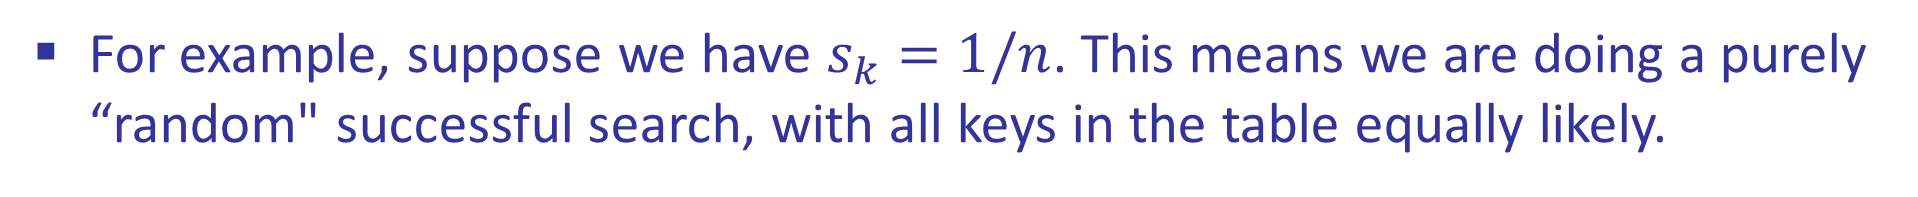 ▪ For example, suppose we have $s_k = 1/n$. This means we are doing a purely
“random" successful search, with all keys in the table equally likely.